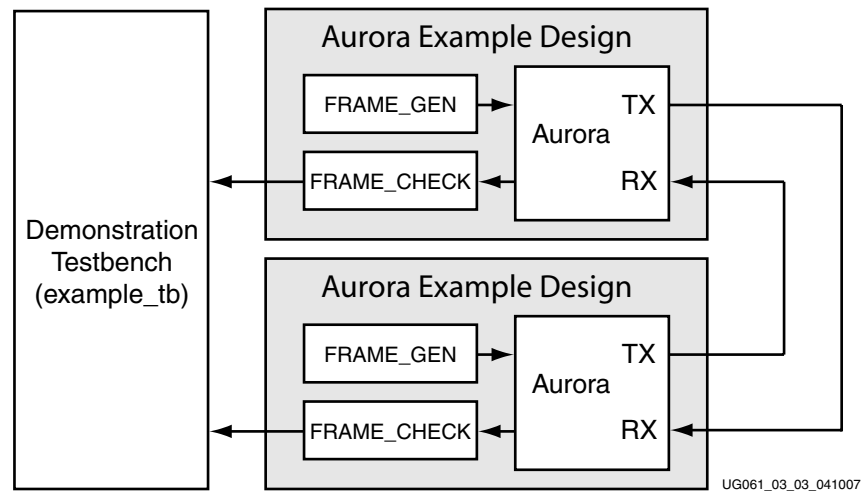 Aurora Example Design
FRAME_GEN
TX
Aurora
FRAME_CHECK
RX
Demonstration
Testbench
(example_tb)
Aurora Example Design
FRAME_GEN
TX
Aurora
FRAME_CHECK
RX
UG061_03_03_041007